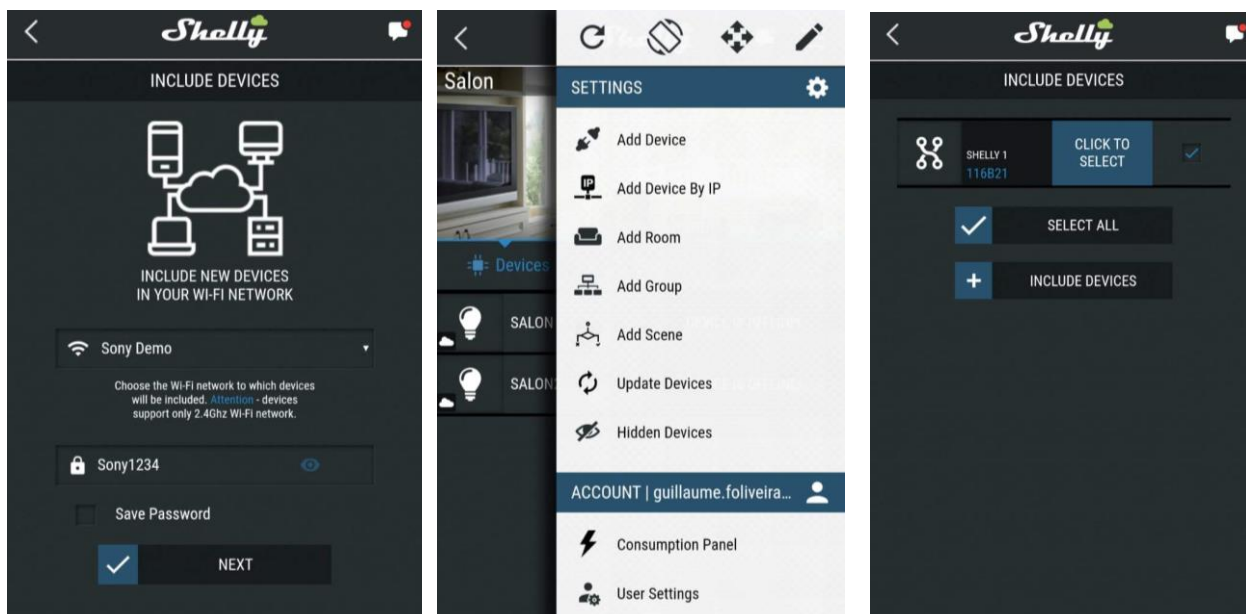 Shelly
INCLUDE DEVICES
INCLUDE NEW DEVICES
IN YOUR WI-FI NETWORK
Sony Demo
Choose the Wi-Fi network to which devices
will be included. Attention - devices
support only 2.4Ghz Wi-Fi network.
Sony1234
Save Password
NEXT
Salon
Devices
SALON
SALON
SETTINGS
Add Device
IP
Add Device By IP
Add Room
Add Group
Add Scene
Update Devices
Hidden Devices
ACCOUNT | guillaume.foliveira...
Consumption Panel
User Settings
Shelly
INCLUDE DEVICES
SHELLY 1
116B21
CLICK TO
SELECT
SELECT ALL
INCLUDE DEVICES